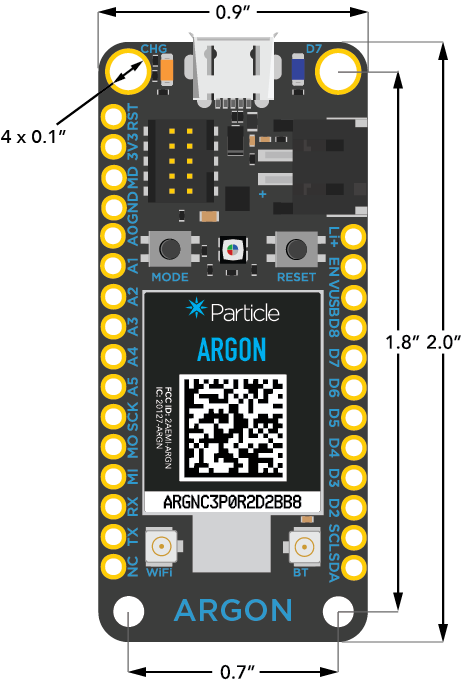 0.9”
CHG
D7
4 x 0.1”
RST
3V3
MD
GND
A0
A1
A2
A3
A4
A5
SCK
MO
MI
RX
TX
NC
+
Li+
EN
VUSB
D8
D7
D6
D5
D4
D3
D2
SCL
SDA
MODE
RESET
Particle
ARGON
FCC ID: 2AEMI-ARGN
IC: 20127-ARGN
ARGNC3P0R2D2BB8
WiFi
BT
ARGON
1.8”
2.0”
0.7”